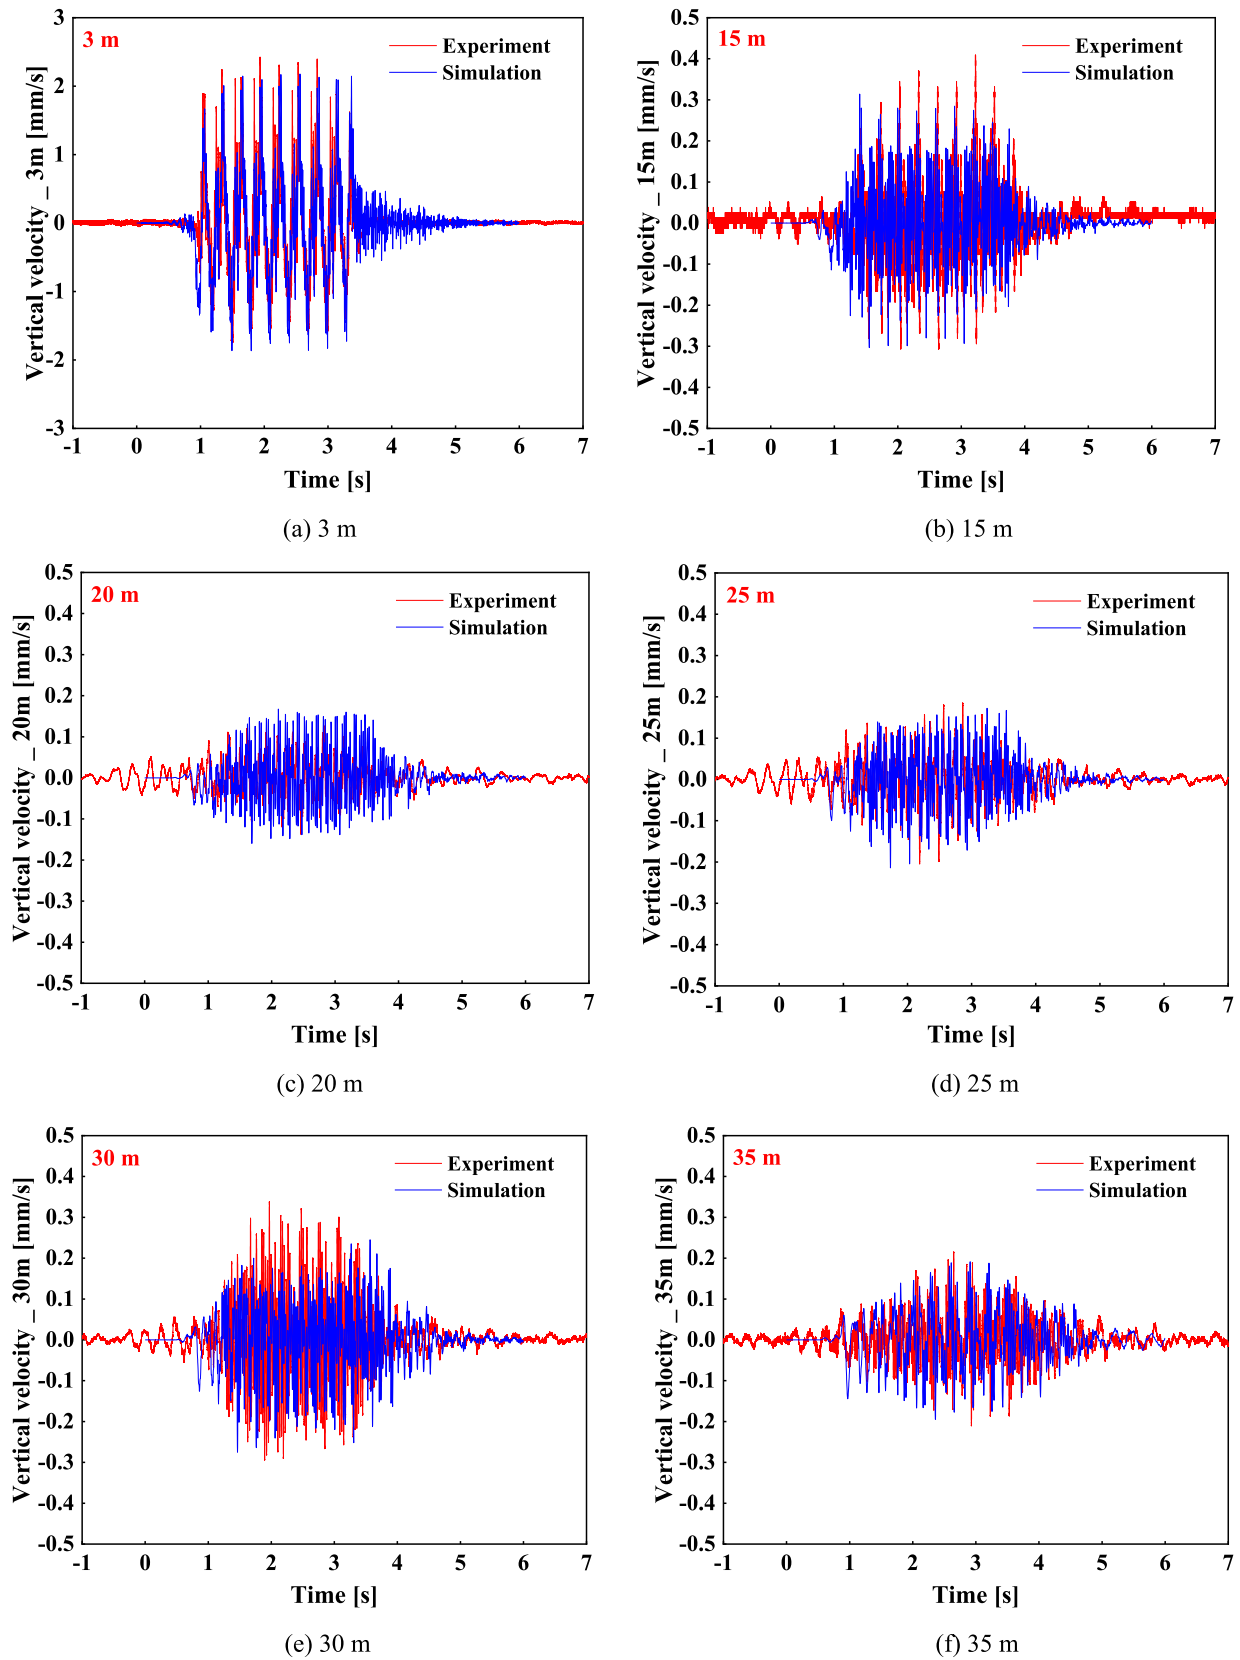 3 m
Experiment
Simulation
Vertical velocity _ 3m [mm/s]
3
2
1
0
-1
-2
-3
-1 0 1 2 3 4 5 6 7
Time [s]
(a) 3 m
15 m
Experiment
Simulation
Vertical velocity _ 15m [mm/s]
0.5
0.4
0.3
0.2
0.1
0.0
-0.1
-0.2
-0.3
-0.4
-0.5
-1 0 1 2 3 4 5 6 7
Time [s]
(b) 15 m
20 m
Experiment
Simulation
Vertical velocity _ 20m [mm/s]
0.5
0.4
0.3
0.2
0.1
0.0
-0.1
-0.2
-0.3
-0.4
-0.5
-1 0 1 2 3 4 5 6 7
Time [s]
(c) 20 m
25 m
Experiment
Simulation
Vertical velocity _ 25m [mm/s]
0.5
0.4
0.3
0.2
0.1
0.0
-0.1
-0.2
-0.3
-0.4
-0.5
-1 0 1 2 3 4 5 6 7
Time [s]
(d) 25 m
30 m
Experiment
Simulation
Vertical velocity _ 30m [mm/s]
0.5
0.4
0.3
0.2
0.1
0.0
-0.1
-0.2
-0.3
-0.4
-0.5
-1 0 1 2 3 4 5 6 7
Time [s]
(e) 30 m
35 m
Experiment
Simulation
Vertical velocity _ 35m [mm/s]
0.5
0.4
0.3
0.2
0.1
0.0
-0.1
-0.2
-0.3
-0.4
-0.5
-1 0 1 2 3 4 5 6 7
Time [s]
(f) 35 m